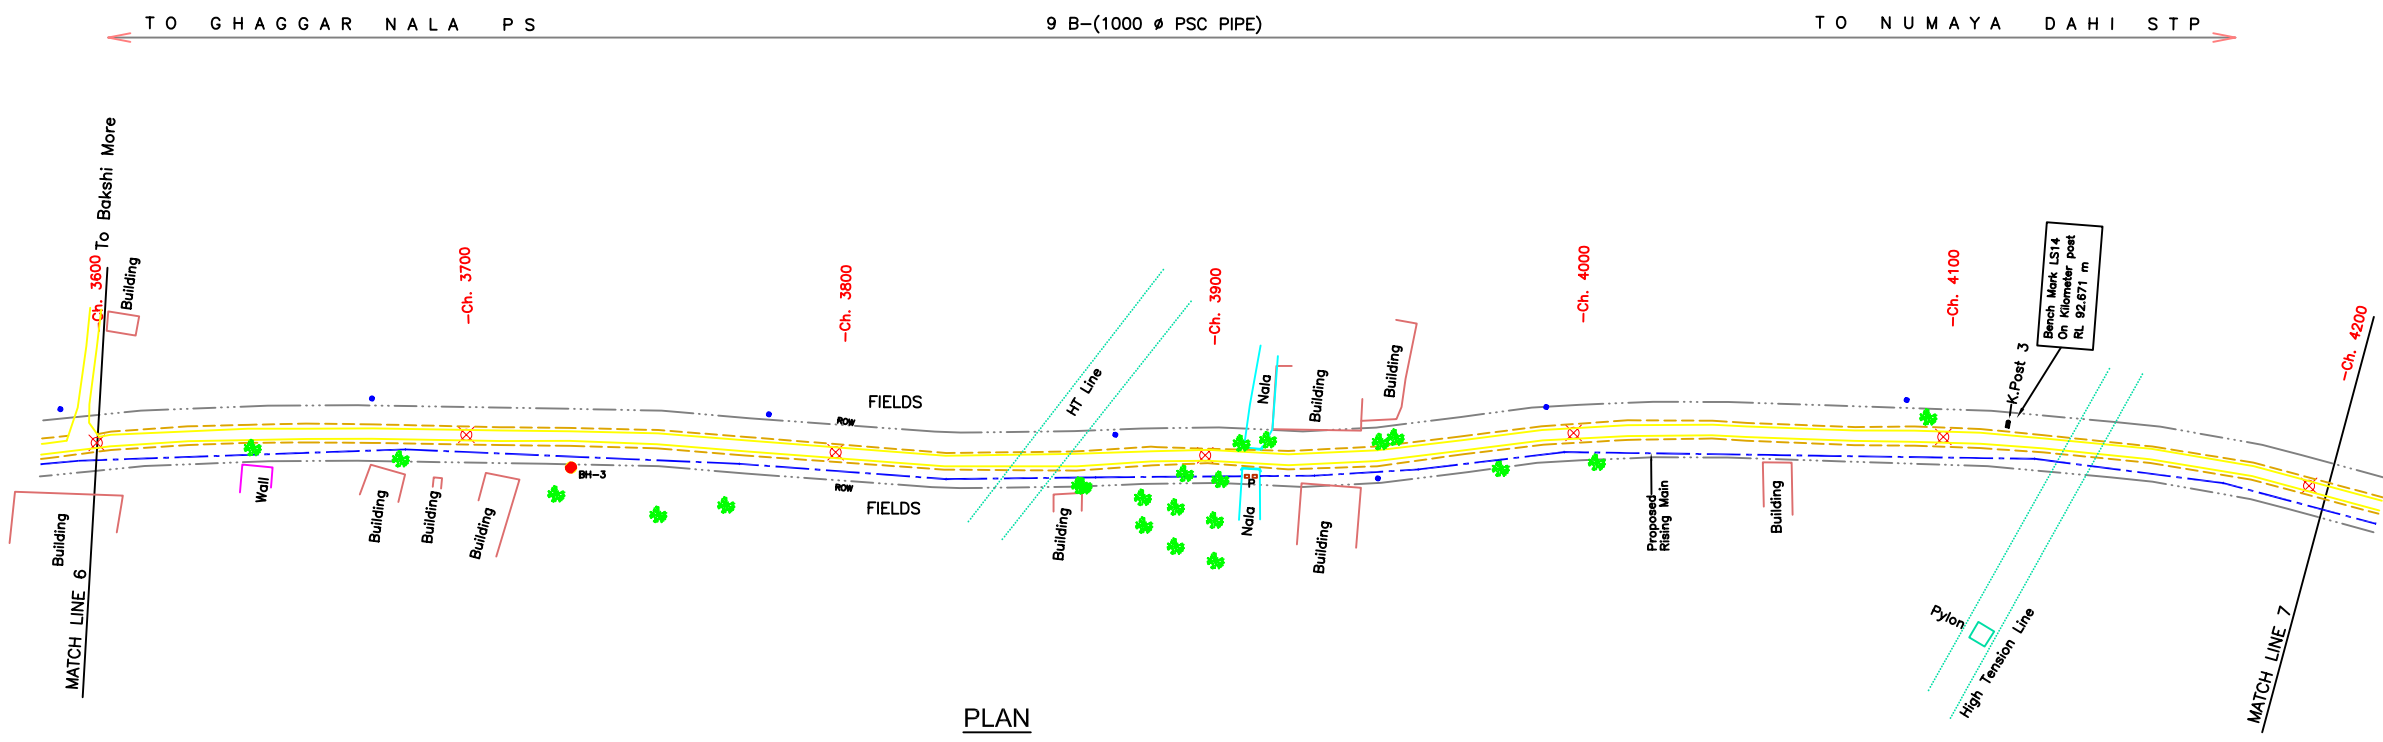 TO GHAGGAR NALA PS
9 B-(1000 ø PSC PIPE)
TO NUMAYA DAHI STP
To Bakshi More
Ch. 3600
Building
-Ch. 3700
-Ch. 3800
-Ch. 3900
-Ch. 4000
-Ch. 4100
-Ch. 4200
Bench Mark LS14
On Kilometer post
RL 92.671 m
K.Post 3
HT Line
FIELDS
ROW
Nala
Building
Building
BH-3
ROW
FIELDS
Wall
Building
Building
Building
Building
Building
P
Nala
Building
Proposed
Rising Main
Building
Pylon
High Tension Line
MATCH LINE 6
MATCH LINE 7
PLAN